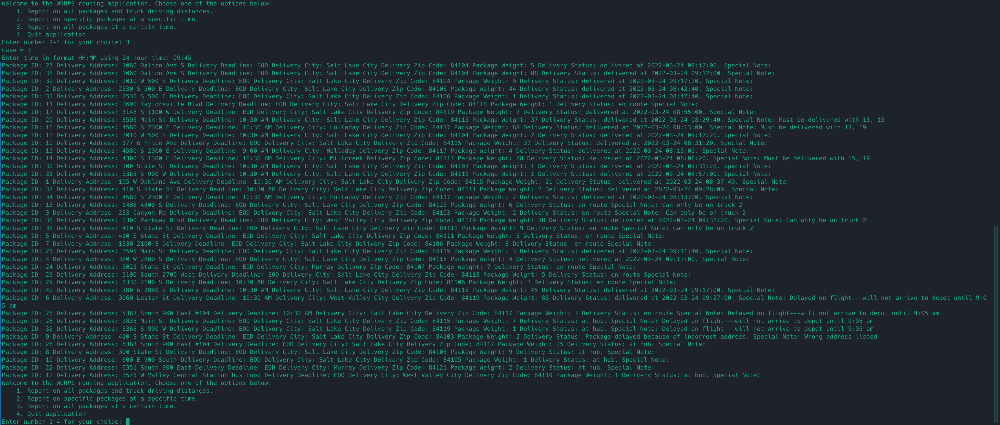 Welcome to the WGUPS routing application. Choose one of the options below:
    1. Report on all packages and truck driving distances.
    2. Report on specific packages at a specific time.
    3. Report on all packages at a certain time.
    4. Quit application
Enter number 1-4 for your choice: 3
Case = 3
Enter time in format HH:MM using 24 hour time: 09:45
Package ID: 27 Delivery Address: 1060 Dalton Ave S Delivery Deadline: EOD Delivery City: Salt Lake City Delivery Zip Code: 84104 Package Weight: 5 Delivery Status: delivered at 2022-03-24 09:12:00. Special Note:
Package ID: 35 Delivery Address: 1060 Dalton Ave S Delivery Deadline: EOD Delivery City: Salt Lake City Delivery Zip Code: 84104 Package Weight: 88 Delivery Status: delivered at 2022-03-24 09:12:00. Special Note:
Package ID: 39 Delivery Address: 2010 W 500 S Delivery Deadline: EOD Delivery City: Salt Lake City Delivery Zip Code: 84104 Package Weight: 9 Delivery Status: delivered at 2022-03-24 09:17:20. Special Note:
Package ID: 2 Delivery Address: 2530 S 500 E Delivery Deadline: EOD Delivery City: Salt Lake City Delivery Zip Code: 84106 Package Weight: 44 Delivery Status: delivered at 2022-03-24 08:42:40. Special Note:
Package ID: 33 Delivery Address: 2530 S 500 E Delivery Deadline: EOD Delivery City: Salt Lake City Delivery Zip Code: 84106 Package Weight: 1 Delivery Status: delivered at 2022-03-24 08:42:40. Special Note:
Package ID: 11 Delivery Address: 2600 Taylorsville Blvd Delivery Deadline: EOD Delivery City: Salt Lake City Delivery Zip Code: 84118 Package Weight: 1 Delivery Status: en route Special Note:
Package ID: 17 Delivery Address: 3148 S 1100 W Delivery Deadline: EOD Delivery City: Salt Lake City Delivery Zip Code: 84119 Package Weight: 2 Delivery Status: delivered at 2022-03-24 08:55:00. Special Note:
Package ID: 20 Delivery Address: 3595 Main St Delivery Deadline: 10:30 AM Delivery City: Salt Lake City Delivery Zip Code: 84115 Package Weight: 37 Delivery Status: delivered at 2022-03-24 08:29:40. Special Note: Must be delivered with 13, 15
Package ID: 16 Delivery Address: 4580 S 2300 E Delivery Deadline: 10:30 AM Delivery City: Holladay Delivery Zip Code: 84117 Package Weight: 88 Delivery Status: delivered at 2022-03-24 08:13:00. Special Note: Must be delivered with 13, 19
Package ID: 13 Delivery Address: 2010 W 500 S Delivery Deadline: 10:30 AM Delivery City: Salt Lake City Delivery Zip Code: 84104 Package Weight: 2 Delivery Status: delivered at 2022-03-24 09:17:20. Special Note:
Package ID: 19 Delivery Address: 177 W Price Ave Delivery Deadline: EOD Delivery City: Salt Lake City Delivery Zip Code: 84115 Package Weight: 37 Delivery Status: delivered at 2022-03-24 08:31:20. Special Note:
Package ID: 15 Delivery Address: 4580 S 2300 E Delivery Deadline: 9:00 AM Delivery City: Holladay Delivery Zip Code: 84117 Package Weight: 4 Delivery Status: delivered at 2022-03-24 08:13:00. Special Note:
Package ID: 14 Delivery Address: 4300 S 1300 E Delivery Deadline: 10:30 AM Delivery City: Millcreek Delivery Zip Code: 84117 Package Weight: 88 Delivery Status: delivered at 2022-03-24 08:06:20. Special Note: Must be delivered with 15, 19
Package ID: 30 Delivery Address: 300 State St Delivery Deadline: 10:30 AM Delivery City: Salt Lake City Delivery Zip Code: 84103 Package Weight: 1 Delivery Status: delivered at 2022-03-24 09:31:20. Special Note:
Package ID: 31 Delivery Address: 3365 S 900 W Delivery Deadline: 10:30 AM Delivery City: Salt Lake City Delivery Zip Code: 84119 Package Weight: 1 Delivery Status: delivered at 2022-03-24 08:57:00. Special Note:
Package ID: 1 Delivery Address: 195 W Oakland Ave Delivery Deadline: 10:30 AM Delivery City: Salt Lake City Delivery Zip Code: 84115 Package Weight: 21 Delivery Status: delivered at 2022-03-24 08:37:40. Special Note:
Package ID: 37 Delivery Address: 410 S State St Delivery Deadline: 10:30 AM Delivery City: Salt Lake City Delivery Zip Code: 84111 Package Weight: 2 Delivery Status: delivered at 2022-03-24 09:28:00. Special Note:
Package ID: 34 Delivery Address: 4580 S 2300 E Delivery Deadline: 10:30 AM Delivery City: Holladay Delivery Zip Code: 84117 Package Weight: 2 Delivery Status: delivered at 2022-03-24 08:13:00. Special Note:
Package ID: 18 Delivery Address: 1488 4800 S Delivery Deadline: EOD Delivery City: Salt Lake City Delivery Zip Code: 84123 Package Weight: 6 Delivery Status: en route Special Note: Can only be on truck 2
Package ID: 3 Delivery Address: 233 Canyon Rd Delivery Deadline: EOD Delivery City: Salt Lake City Delivery Zip Code: 84103 Package Weight: 2 Delivery Status: en route Special Note: Can only be on truck 2
Package ID: 36 Delivery Address: 2300 Parkway Blvd Delivery Deadline: EOD Delivery City: West Valley City Delivery Zip Code: 84119 Package Weight: 88 Delivery Status: delivered at 2022-03-24 09:32:20. Special Note: Can only be on truck 2
Package ID: 38 Delivery Address: 410 S State St Delivery Deadline: EOD Delivery City: Salt Lake City Delivery Zip Code: 84111 Package Weight: 9 Delivery Status: en route Special Note: Can only be on truck 2
Package ID: 5 Delivery Address: 410 S State St Delivery Deadline: EOD Delivery City: Salt Lake City Delivery Zip Code: 84111 Package Weight: 5 Delivery Status: en route Special Note:
Package ID: 7 Delivery Address: 1330 2100 S Delivery Deadline: EOD Delivery City: Salt Lake City Delivery Zip Code: 84106 Package Weight: 8 Delivery Status: en route Special Note:
Package ID: 21 Delivery Address: 3595 Main St Delivery Deadline: EOD Delivery City: Salt Lake City Delivery Zip Code: 84115 Package Weight: 3 Delivery Status: delivered at 2022-03-24 09:11:40. Special Note:
Package ID: 4 Delivery Address: 380 W 2880 S Delivery Deadline: EOD Delivery City: Salt Lake City Delivery Zip Code: 84115 Package Weight: 4 Delivery Status: delivered at 2022-03-24 09:17:00. Special Note:
Package ID: 24 Delivery Address: 5025 State St Delivery Deadline: EOD Delivery City: Murray Delivery Zip Code: 84107 Package Weight: 7 Delivery Status: en route Special Note:
Package ID: 23 Delivery Address: 5100 South 2700 West Delivery Deadline: EOD Delivery City: Salt Lake City Delivery Zip Code: 84118 Package Weight: 5 Delivery Status: en route Special Note:
Package ID: 29 Delivery Address: 1330 2100 S Delivery Deadline: 10:30 AM Delivery City: Salt Lake City Delivery Zip Code: 84106 Package Weight: 2 Delivery Status: en route Special Note:
Package ID: 40 Delivery Address: 380 W 2880 S Delivery Deadline: 10:30 AM Delivery City: Salt Lake City Delivery Zip Code: 84115 Package Weight: 45 Delivery Status: delivered at 2022-03-24 09:17:00. Special Note:
Package ID: 6 Delivery Address: 3060 Lester St Delivery Deadline: 10:30 AM Delivery City: West Valley City Delivery Zip Code: 84119 Package Weight: 88 Delivery Status: delivered at 2022-03-24 09:27:00. Special Note: Delayed on flight---will not arrive to depot until 9:0
5 am
Package ID: 25 Delivery Address: 5383 South 900 East #104 Delivery Deadline: 10:30 AM Delivery City: Salt Lake City Delivery Zip Code: 84117 Package Weight: 7 Delivery Status: en route Special Note: Delayed on flight---will not arrive to depot until 9:05 am
Package ID: 28 Delivery Address: 2835 Main St Delivery Deadline: EOD Delivery City: Salt Lake City Delivery Zip Code: 84115 Package Weight: 7 Delivery Status: at hub. Special Note: Delayed on flight---will not arrive to depot until 9:05 am
Package ID: 32 Delivery Address: 3365 S 900 W Delivery Deadline: EOD Delivery City: Salt Lake City Delivery Zip Code: 84119 Package Weight: 1 Delivery Status: at hub. Special Note: Delayed on flight---will not arrive to depot until 9:05 am
Package ID: 9 Delivery Address: 410 S State St Delivery Deadline: EOD Delivery City: Salt Lake City Delivery Zip Code: 84103 Package Weight: 2 Delivery Status: Package delayed because of incorrect address. Special Note: Wrong address listed
Package ID: 26 Delivery Address: 5383 South 900 East #104 Delivery Deadline: EOD Delivery City: Salt Lake City Delivery Zip Code: 84117 Package Weight: 25 Delivery Status: at hub. Special Note:
Package ID: 8 Delivery Address: 300 State St Delivery Deadline: EOD Delivery City: Salt Lake City Delivery Zip Code: 84103 Package Weight: 9 Delivery Status: at hub. Special Note:
Package ID: 10 Delivery Address: 600 E 900 South Delivery Deadline: EOD Delivery City: Salt Lake City Delivery Zip Code: 84105 Package Weight: 1 Delivery Status: at hub. Special Note:
Package ID: 22 Delivery Address: 6351 South 900 East Delivery Deadline: EOD Delivery City: Murray Delivery Zip Code: 84121 Package Weight: 2 Delivery Status: at hub. Special Note:
Package ID: 12 Delivery Address: 3575 W Valley Central Station bus Loop Delivery Deadline: EOD Delivery City: West Valley City Delivery Zip Code: 84119 Package Weight: 1 Delivery Status: at hub. Special Note:
Welcome to the WGUPS routing application. Choose one of the options below:
    1. Report on all packages and truck driving distances.
    2. Report on specific packages at a specific time.
    3. Report on all packages at a certain time.
    4. Quit application
Enter number 1-4 for your choice: